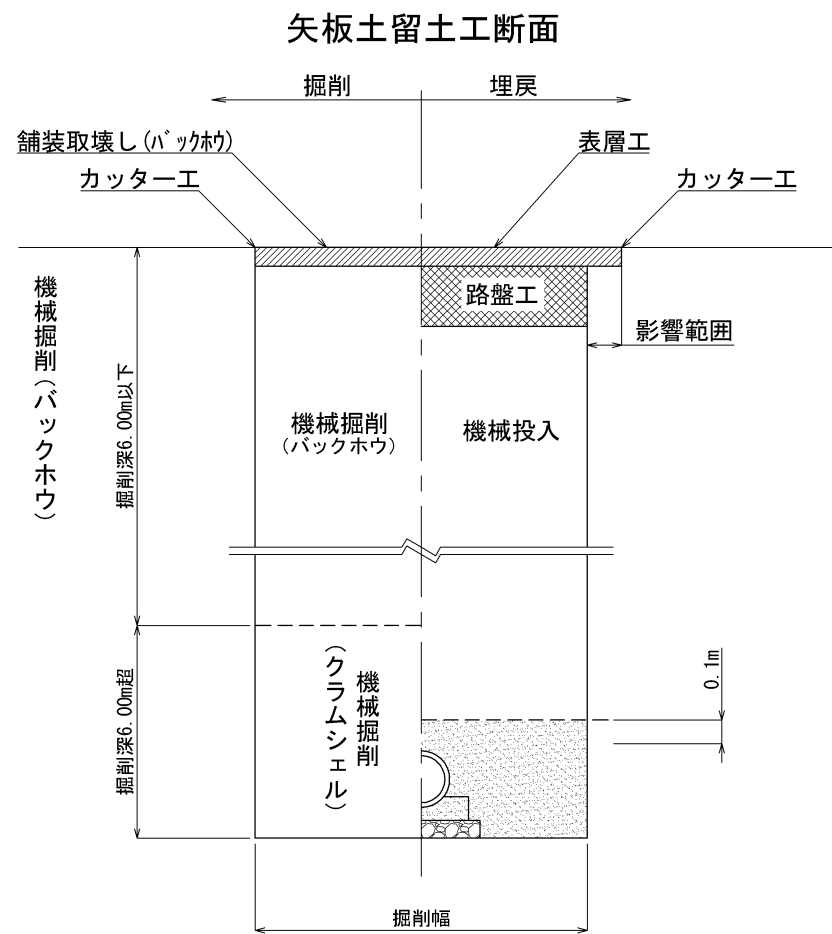 矢板土留土工断面
掘削
埋戻
舗装取壊し(バックホウ)
表層工
カッター工
カッター工
路盤工
影響範囲
機械掘削(バックホウ)
掘削深6.00m以下
機械掘削
(バックホウ)
機械投入
掘削深6.00m超
機械掘削
(クラムシェル)
0.1m
掘削幅